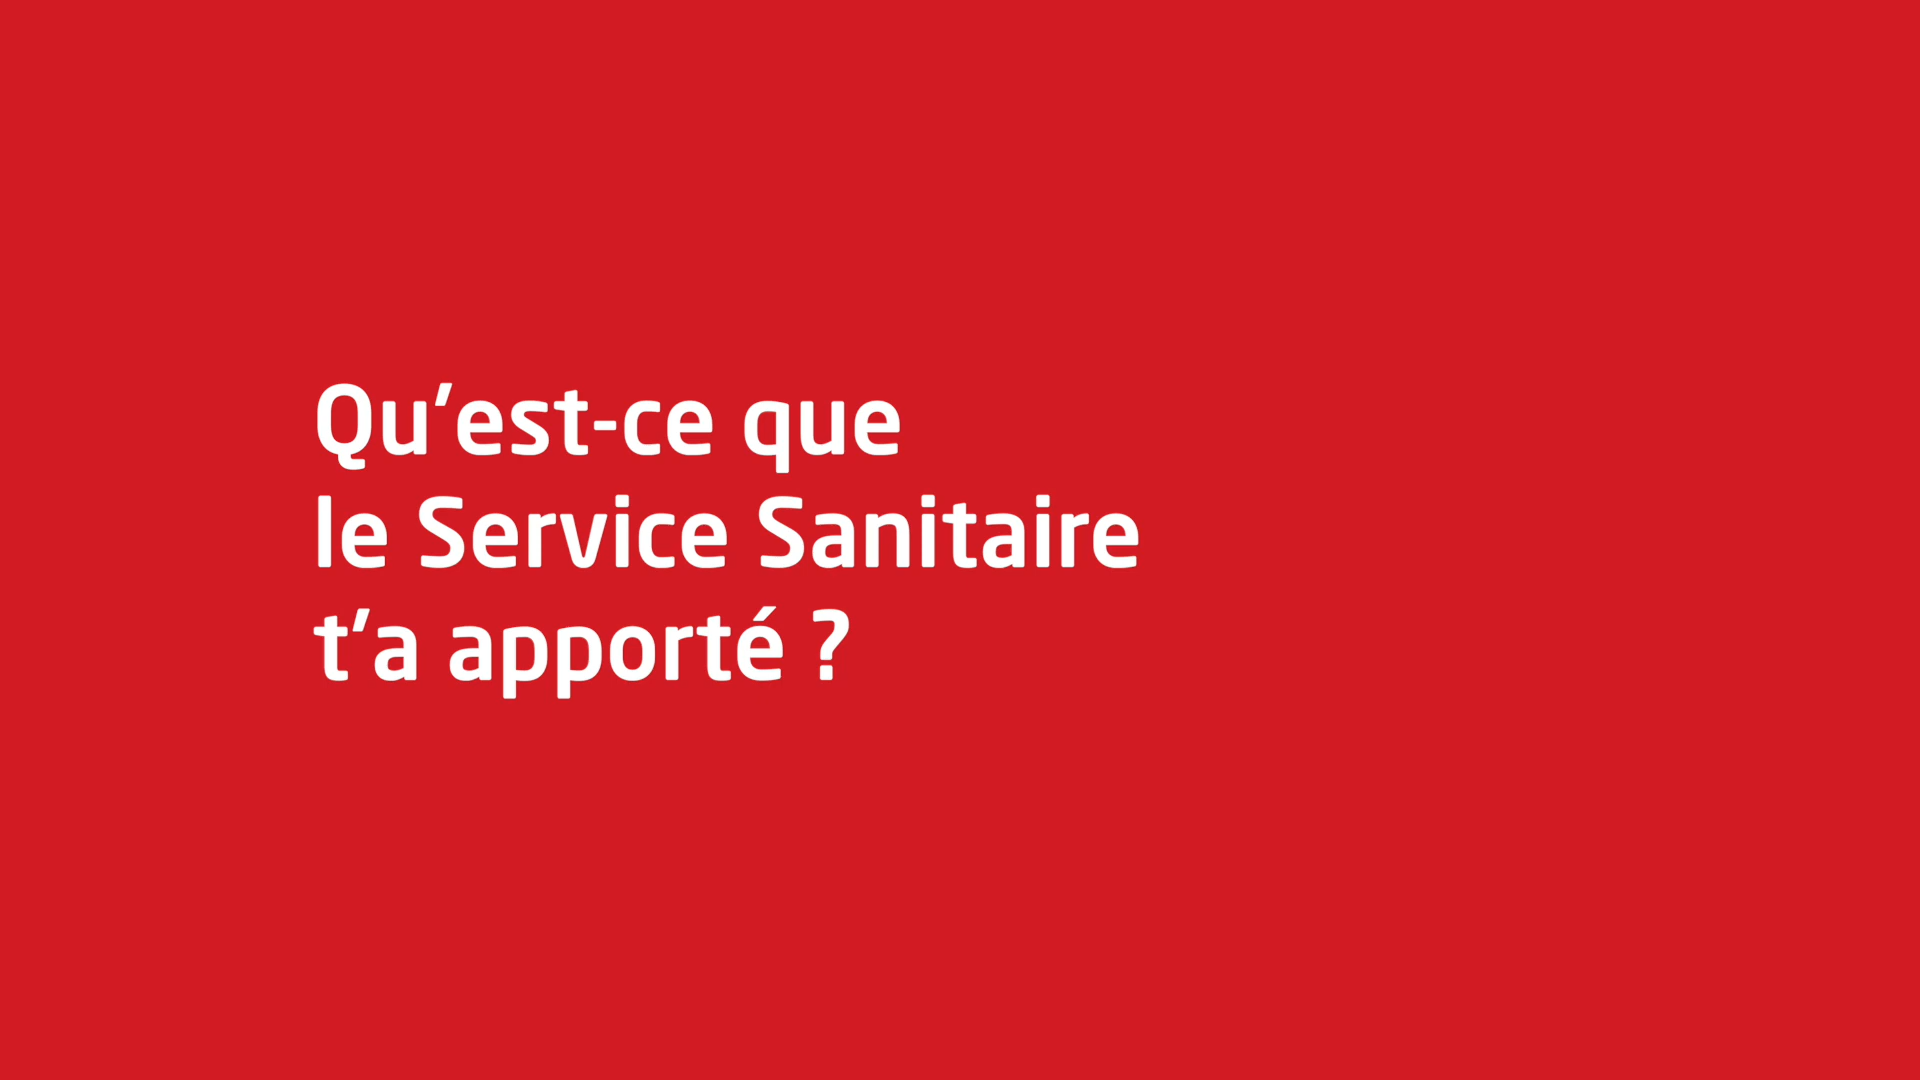 Qu’est-ce que
le Service Sanitaire
t’a apporté ?